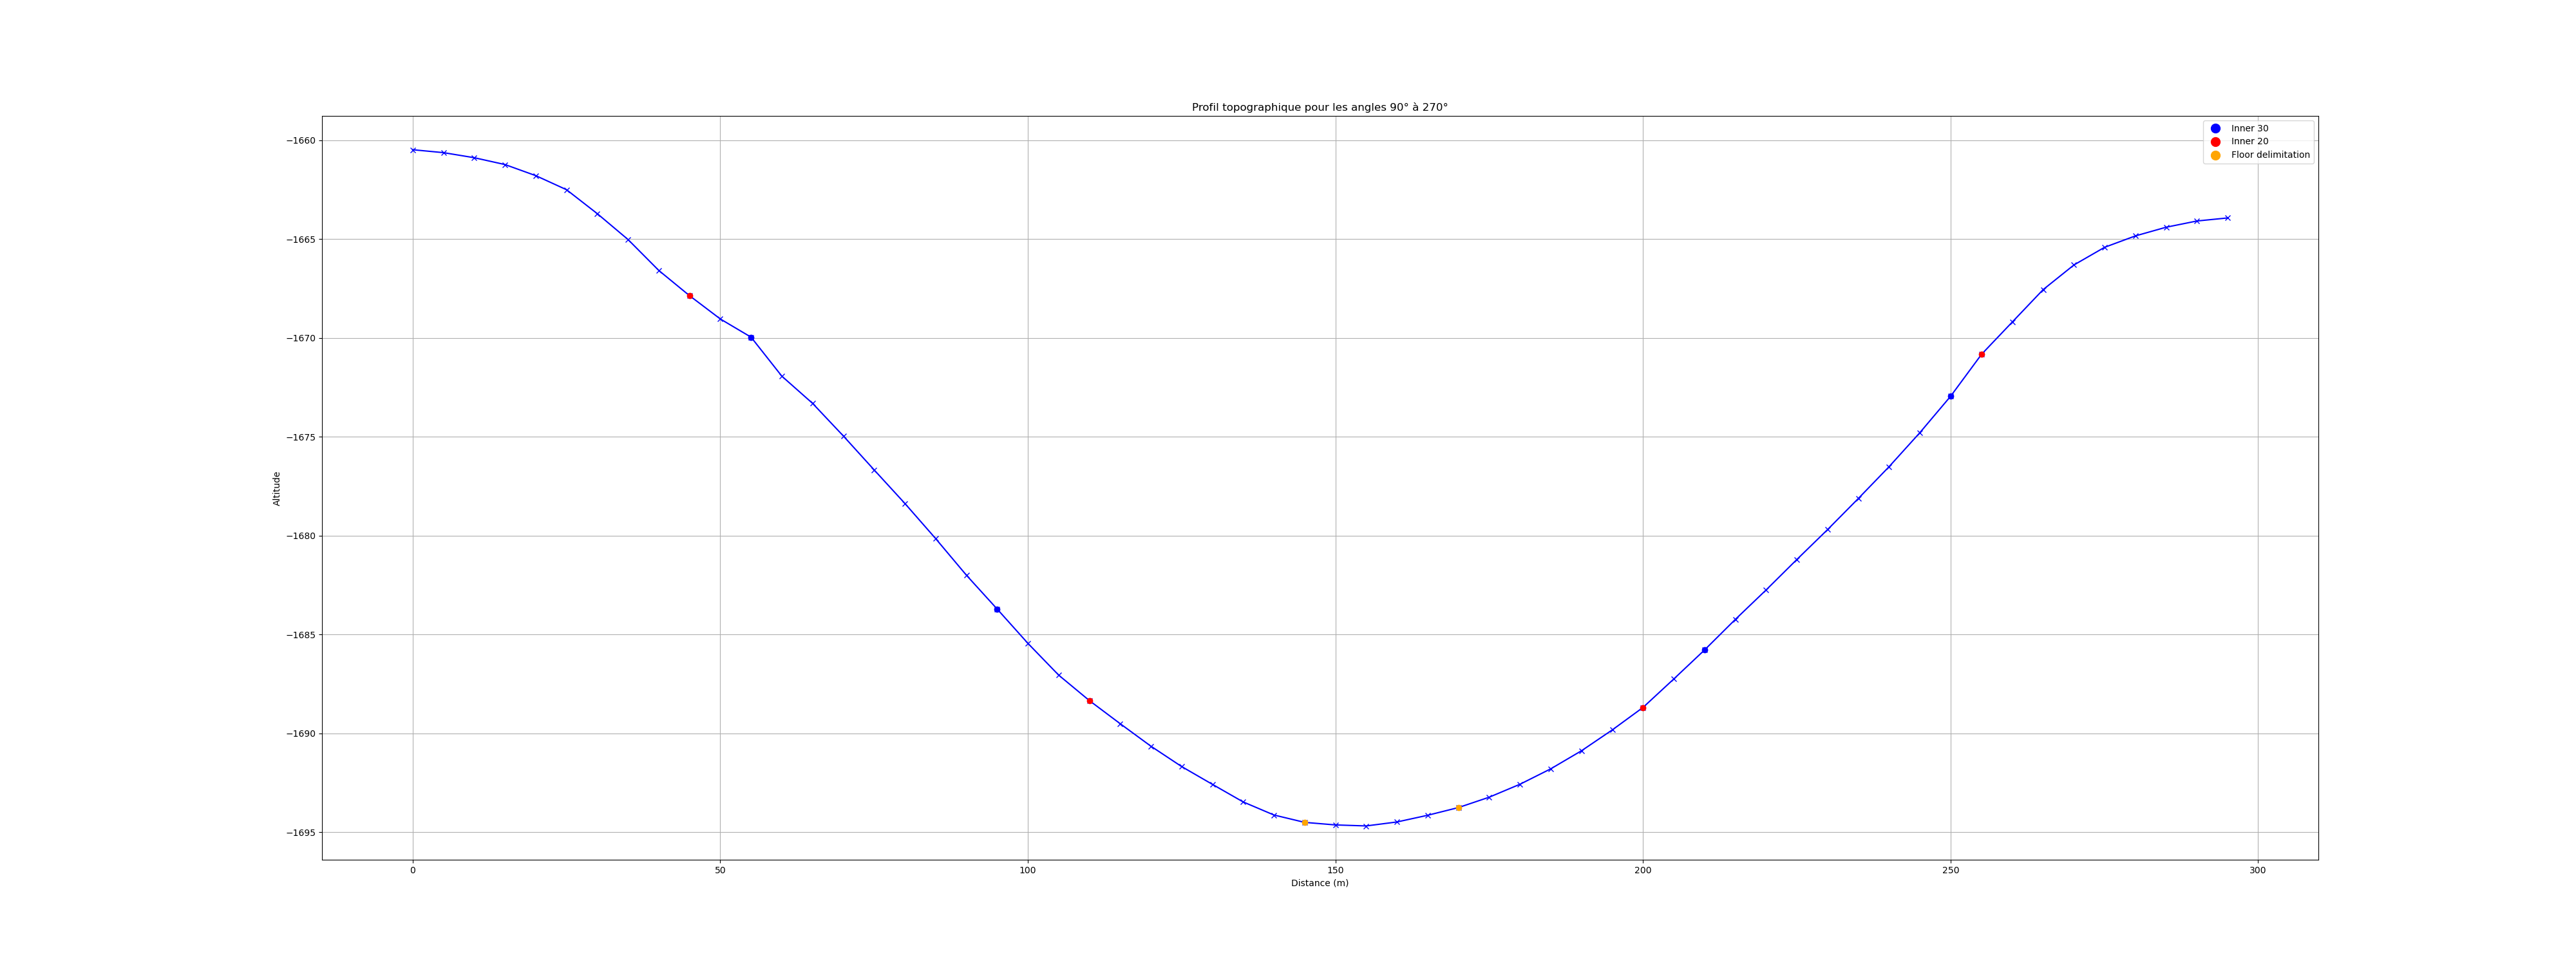 Profil topographique pour les angles 90° à 270°
Inner 30
Inner 20
Floor delimitation
Altitude
−1660
−1665
−1670
−1675
−1680
−1685
−1690
−1695
0
50
100
150
200
250
300
Distance (m)